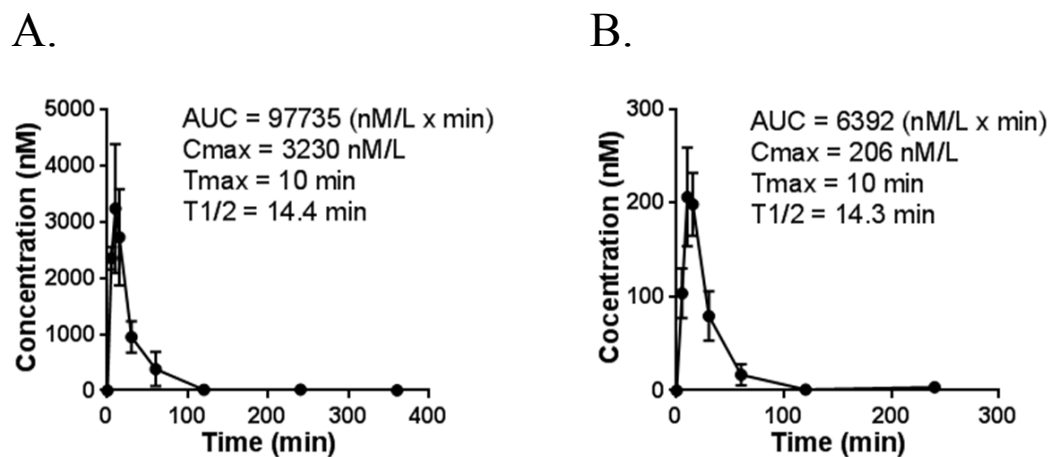 A.
B.
5000
4000
3000
2000
1000
0
Concentration (nM)
AUC = 97735 (nM/L x min)
Cmax = 3230 nM/L
Tmax = 10 min
T1/2 = 14.4 min
0 100 200 300 400
Time (min)
300
200
100
0
Cocentration (nM)
AUC = 6392 (nM/L x min)
Cmax = 206 nM/L
Tmax = 10 min
T1/2 = 14.3 min
0 100 200 300
Time (min)